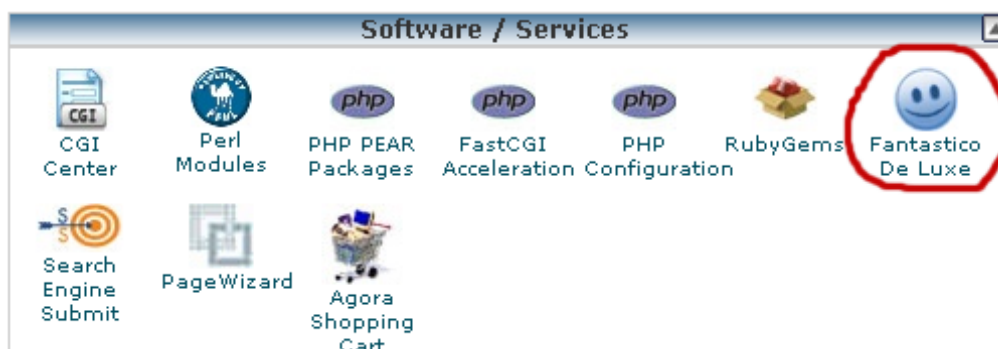 Software / Services
CGI
CGI
Center
Perl
Modules
php
PHP PEAR
Packages
php
FastCGI
Acceleration
php
PHP
Configuration
RubyGems
Fantastico
De Luxe
S
S
Search
Engine
Submit
PageWizard
Agora
Shopping
Cart